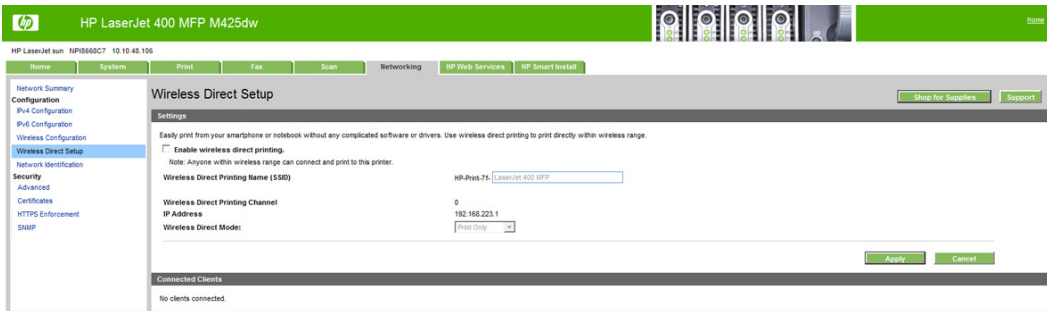 hp HP LaserJet 400 MFP M425dw
Home
HP LaserJet sun NPI8668C7 10.10.48.106
Home System Print Fax Scan Networking HP Web Services HP Smart Install
Network Summary
Configuration
IPv4 Configuration
IPv6 Configuration
Wireless Configuration
Wireless Direct Setup
Network Identification
Security
Advanced
Certificates
HTTPS Enforcement
SNMP
Wireless Direct Setup
Shop for Supplies Support
Settings
Easily print from your smartphone or notebook without any complicated software or drivers. Use wireless direct printing to print directly within wireless range.
Enable wireless direct printing.
Note: Anyone within wireless range can connect and print to this printer.
Wireless Direct Printing Name (SSID) HP-Print-7f- LaserJet 400 MFP
Wireless Direct Printing Channel 0
IP Address 192.168.223.1
Wireless Direct Mode: Print Only
Apply Cancel
Connected Clients
No clients connected.